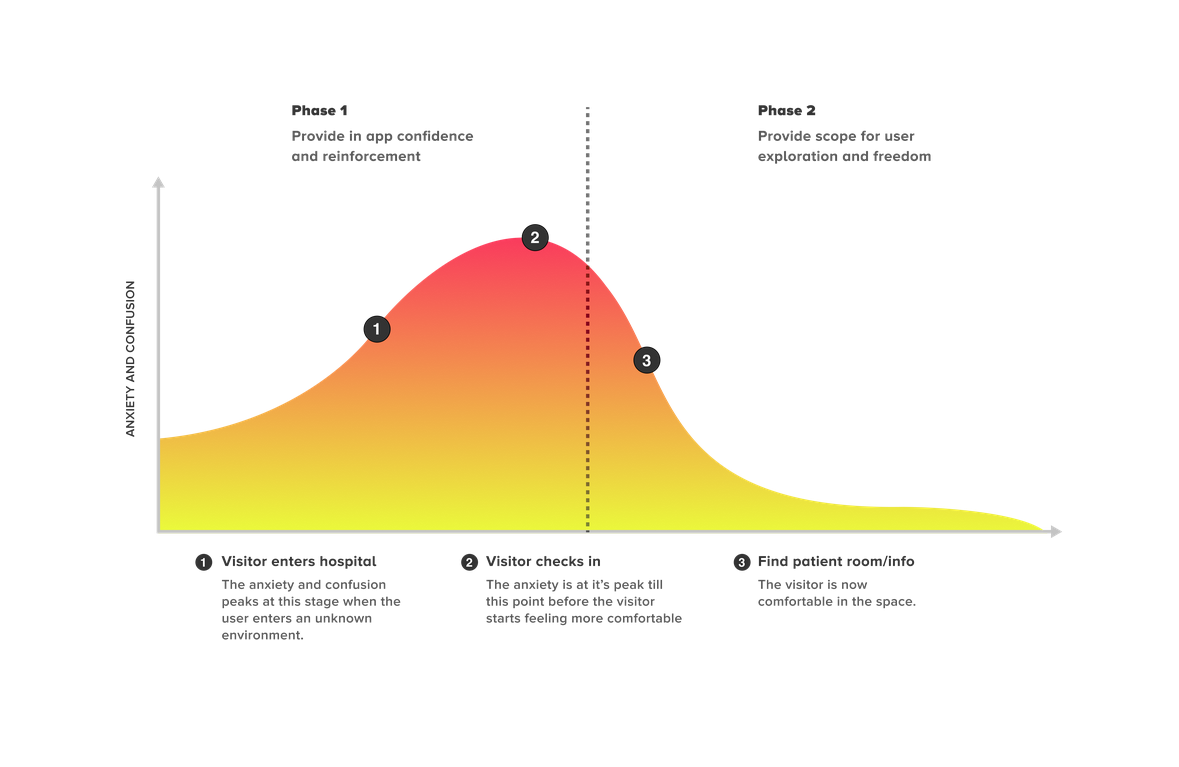 Phase 1
Provide in app confidence
and reinforcement
Phase 2
Provide scope for user
exploration and freedom
ANXIETY AND CONFUSION
1
2
3
1 Visitor enters hospital
The anxiety and confusion
peaks at this stage when the
user enters an unknown
environment.
2 Visitor checks in
The anxiety is at it’s peak till
this point before the visitor
starts feeling more comfortable
3 Find patient room/info
The visitor is now
comfortable in the space.